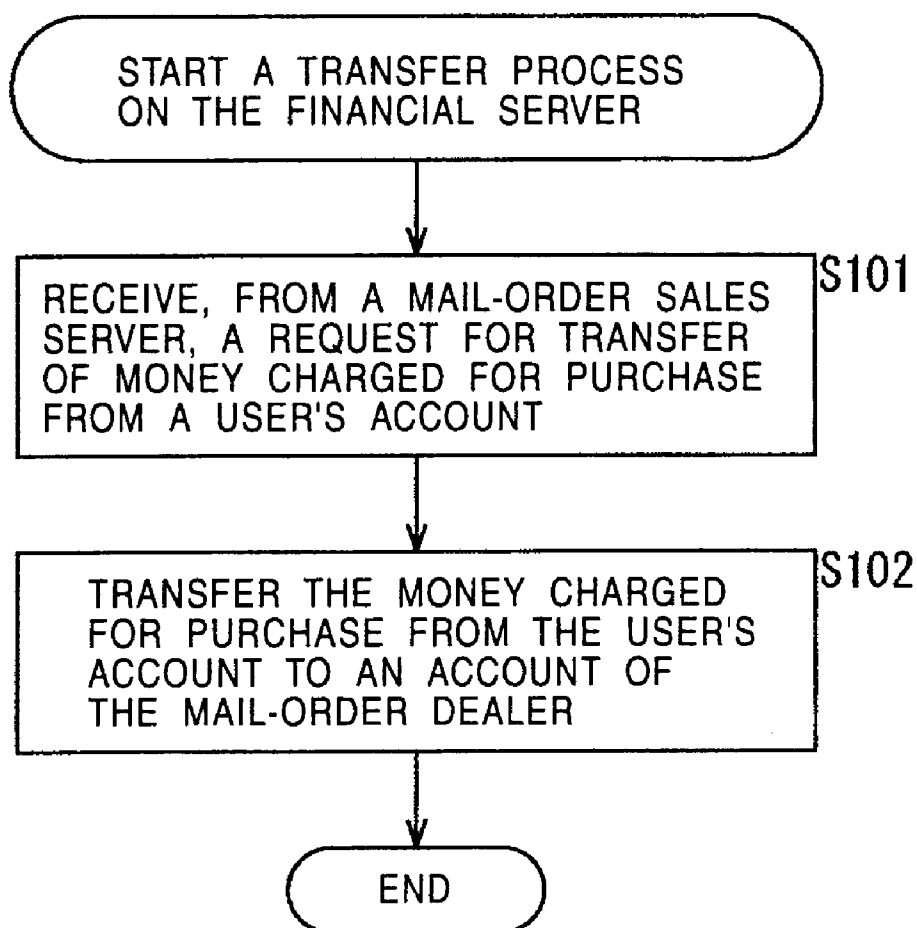 START A TRANSFER PROCESS
ON THE FINANCIAL SERVER
S101
RECEIVE, FROM A MAIL-ORDER SALES
SERVER, A REQUEST FOR TRANSFER
OF MONEY CHARGED FOR PURCHASE
FROM A USER'S ACCOUNT
S102
TRANSFER THE MONEY CHARGED
FOR PURCHASE FROM THE USER'S
ACCOUNT TO AN ACCOUNT OF
THE MAIL-ORDER DEALER
END